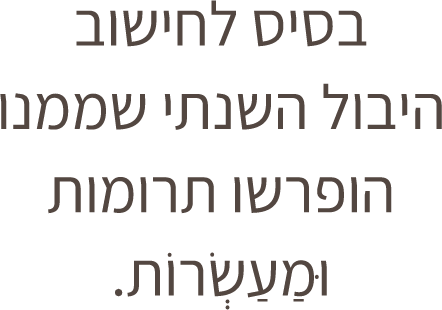 בסיס לחישוב
היבול השנתי שממנו
הופרשו תרומות
וּמַעַשְׂרוֹת.